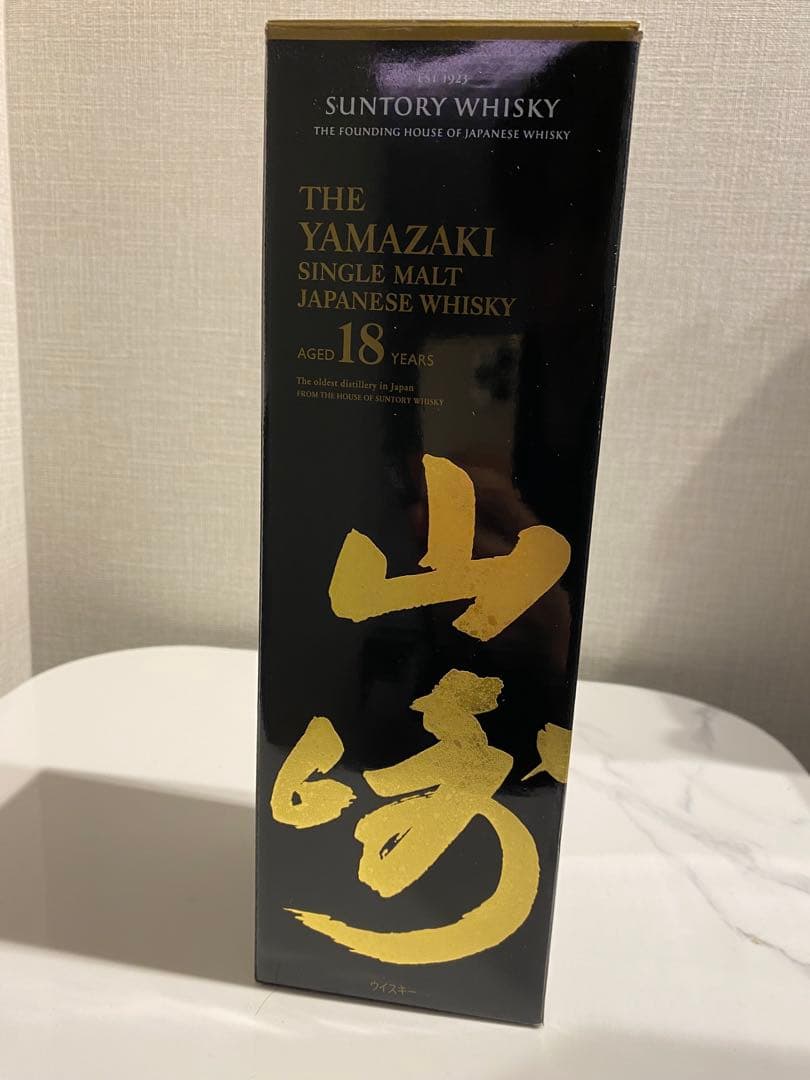 EST. 1923
SUNTORY WHISKY
THE FOUNDING HOUSE OF JAPANESE WHISKY
THE
YAMAZAKI
SINGLE MALT
JAPANESE WHISKY
AGED 18 YEARS
The oldest distillery in Japan
FROM THE HOUSE OF SUNTORY WHISKY
山
崎
ウイスキー